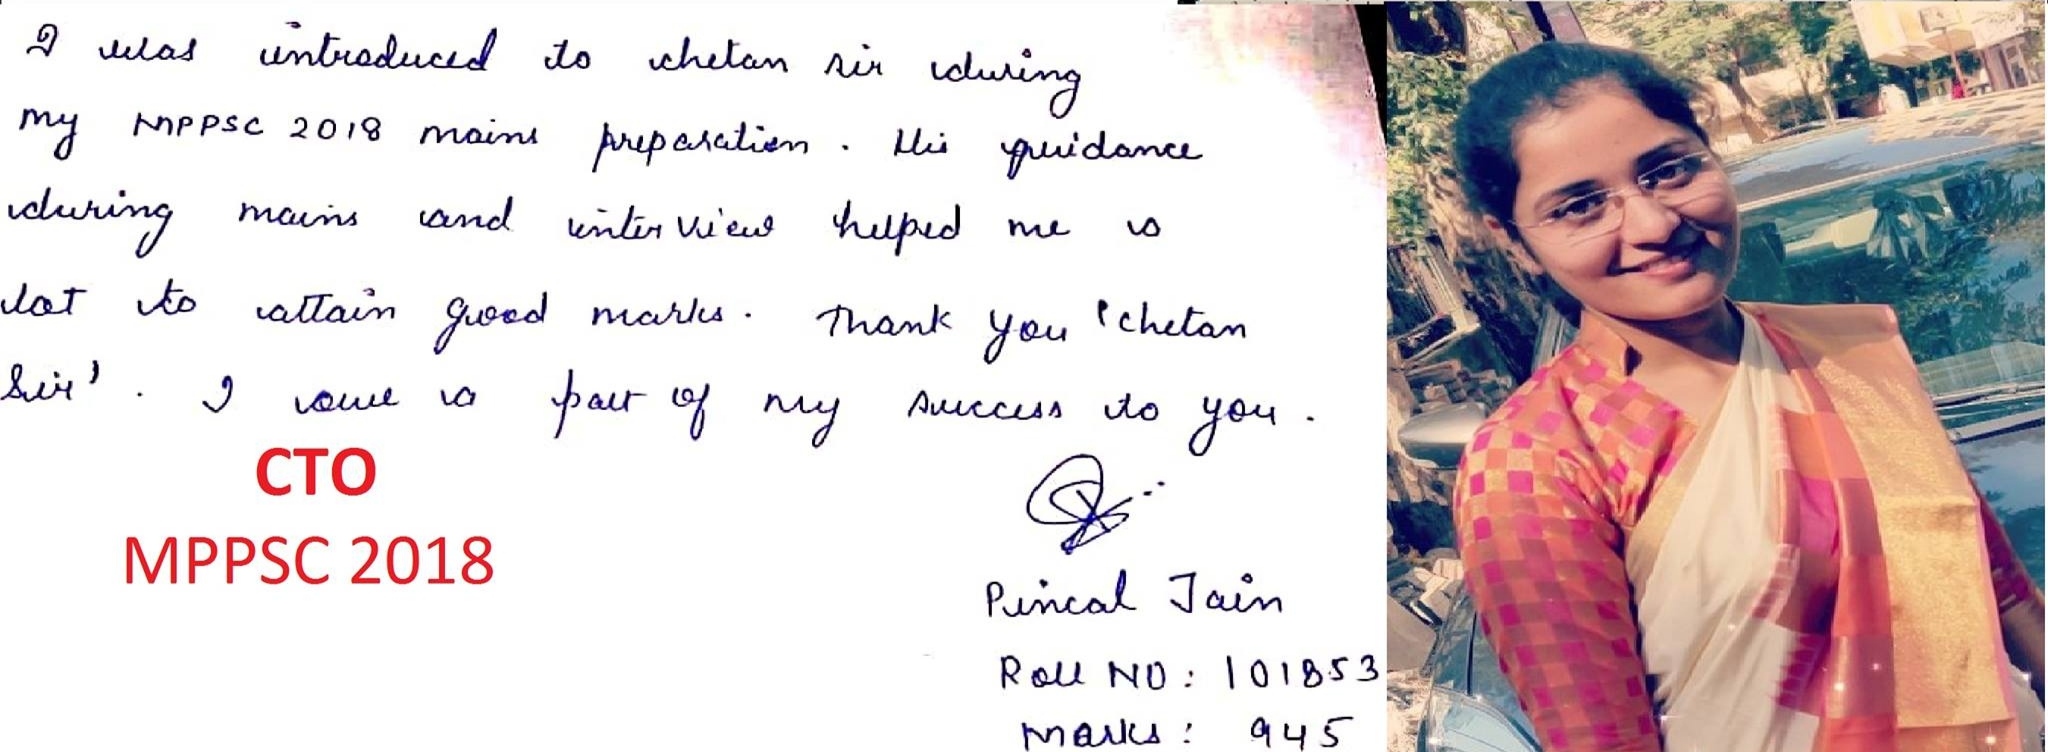 I was introduced to chetan sir during
my MPPSC 2018 mains preparation. His guidance
during mains and interview helped me a
lot to attain good marks. Thank you 'chetan
Sir'. I owe a part of my success to you.
CTO
MPPSC 2018
Pincal Jain
Roll NO: 101853
Marks: 945